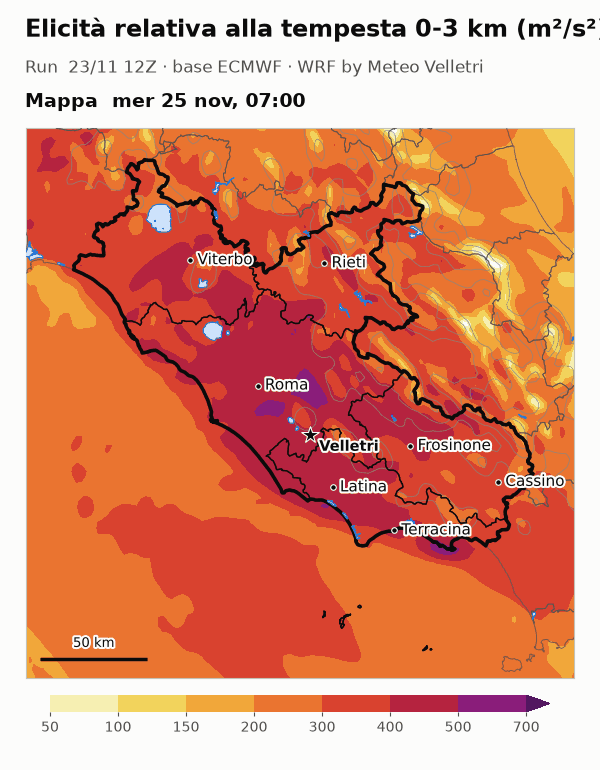 Elicità relativa alla tempesta 0-3 km (m²/s²)
Run 23/11 12Z · base ECMWF · WRF by Meteo Velletri
Mappa mer 25 nov, 07:00
Viterbo
Rieti
Roma
Velletri
Frosinone
Latina
Cassino
Terracina
50 km
50 100 150 200 300 400 500 700